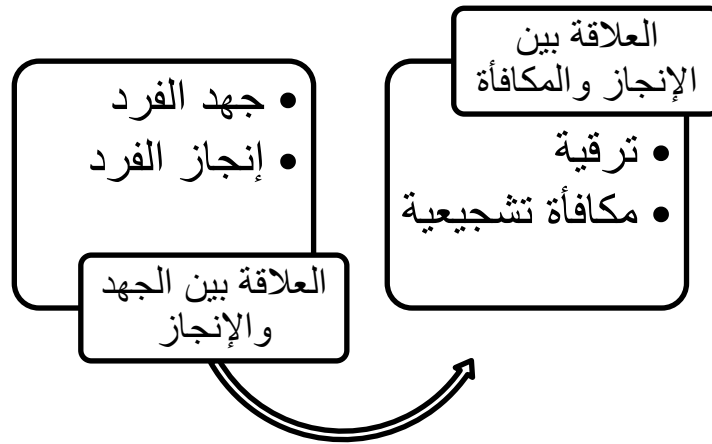 جهد الفرد
إنجاز الفرد
العلاقة بين الجهد
والإنجاز
العلاقة بين
الإنجاز والمكافأة
ترقية
مكافأة تشجيعية